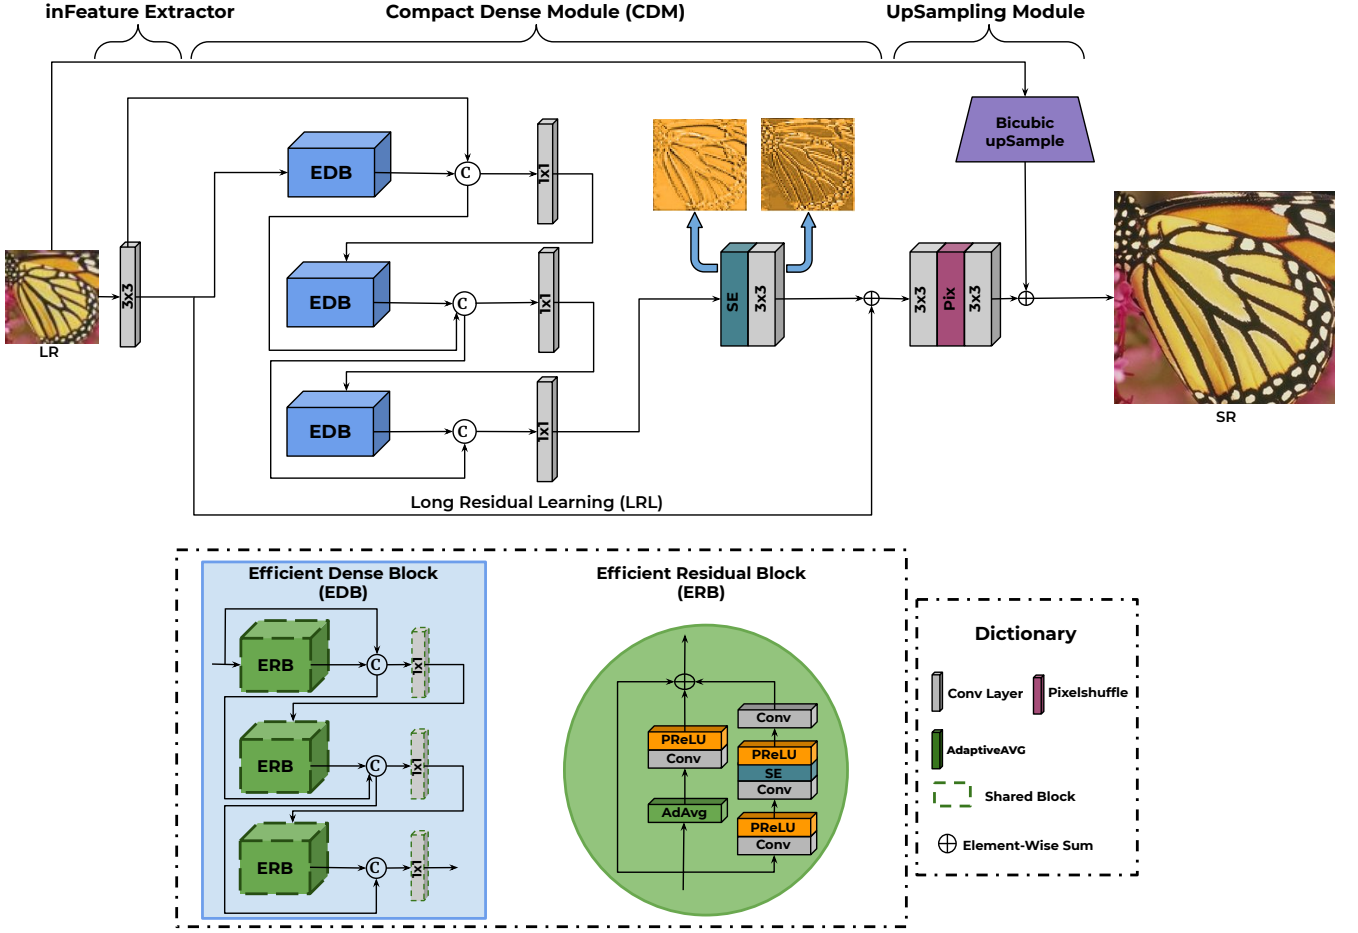 inFeature Extractor
Compact Dense Module (CDM)
UpSampling Module
Bicubic
upSample
EDB
C
1x1
LR
3x3
EDB
C
1x1
SE
3x3
3x3
Pix
3x3
SR
EDB
C
1x1
Long Residual Learning (LRL)
Efficient Dense Block
(EDB)
ERB
C
1x1
ERB
C
1x1
ERB
C
1x1
Efficient Residual Block
(ERB)
Conv
PReLU
Conv
PReLU
SE
Conv
AdAvg
PReLU
Conv
Dictionary
Conv Layer
Pixelshuffle
AdaptiveAVG
Shared Block
Element-Wise Sum